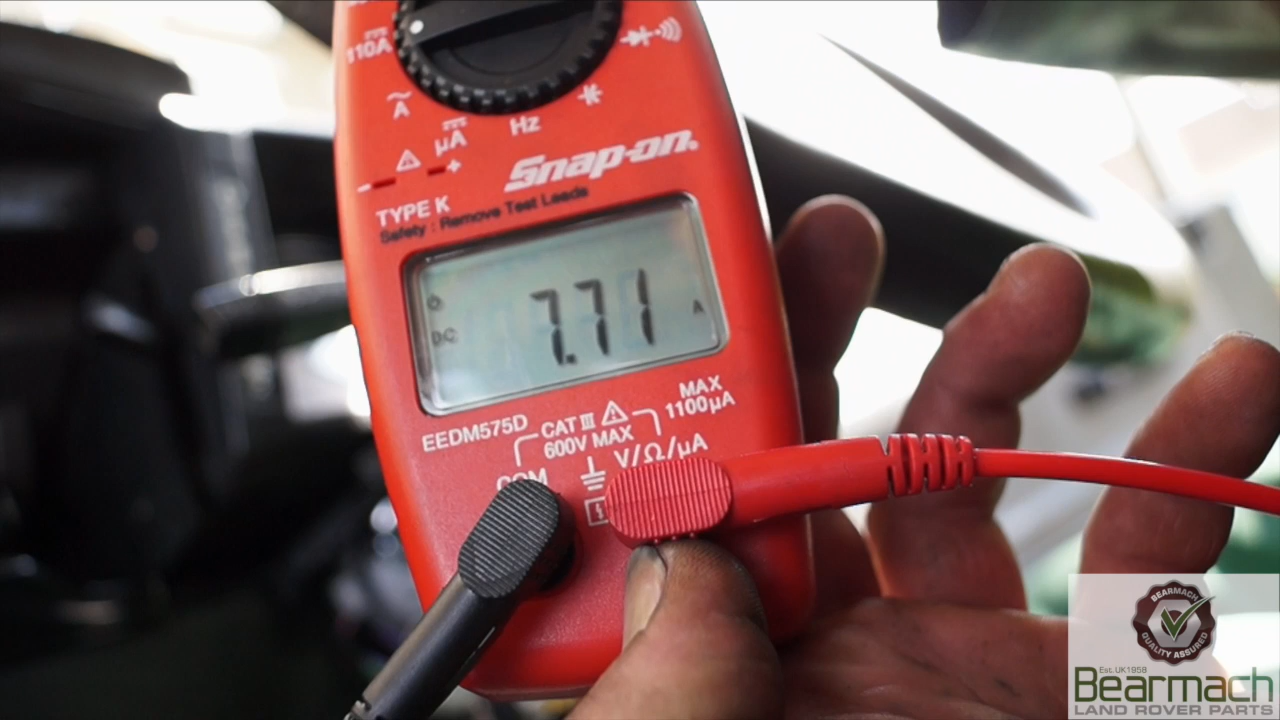 110A
A
μA
Hz
Snap-on®
- +
TYPE K
Safety : Remove Test Leads
DC
7.71
A
EEDM575D
CAT III
600V MAX
MAX
1100μA
COM
V/Ω/μA
BEARMACH
QUALITY ASSURED
Est. UK1958
Bearmach
LAND ROVER PARTS